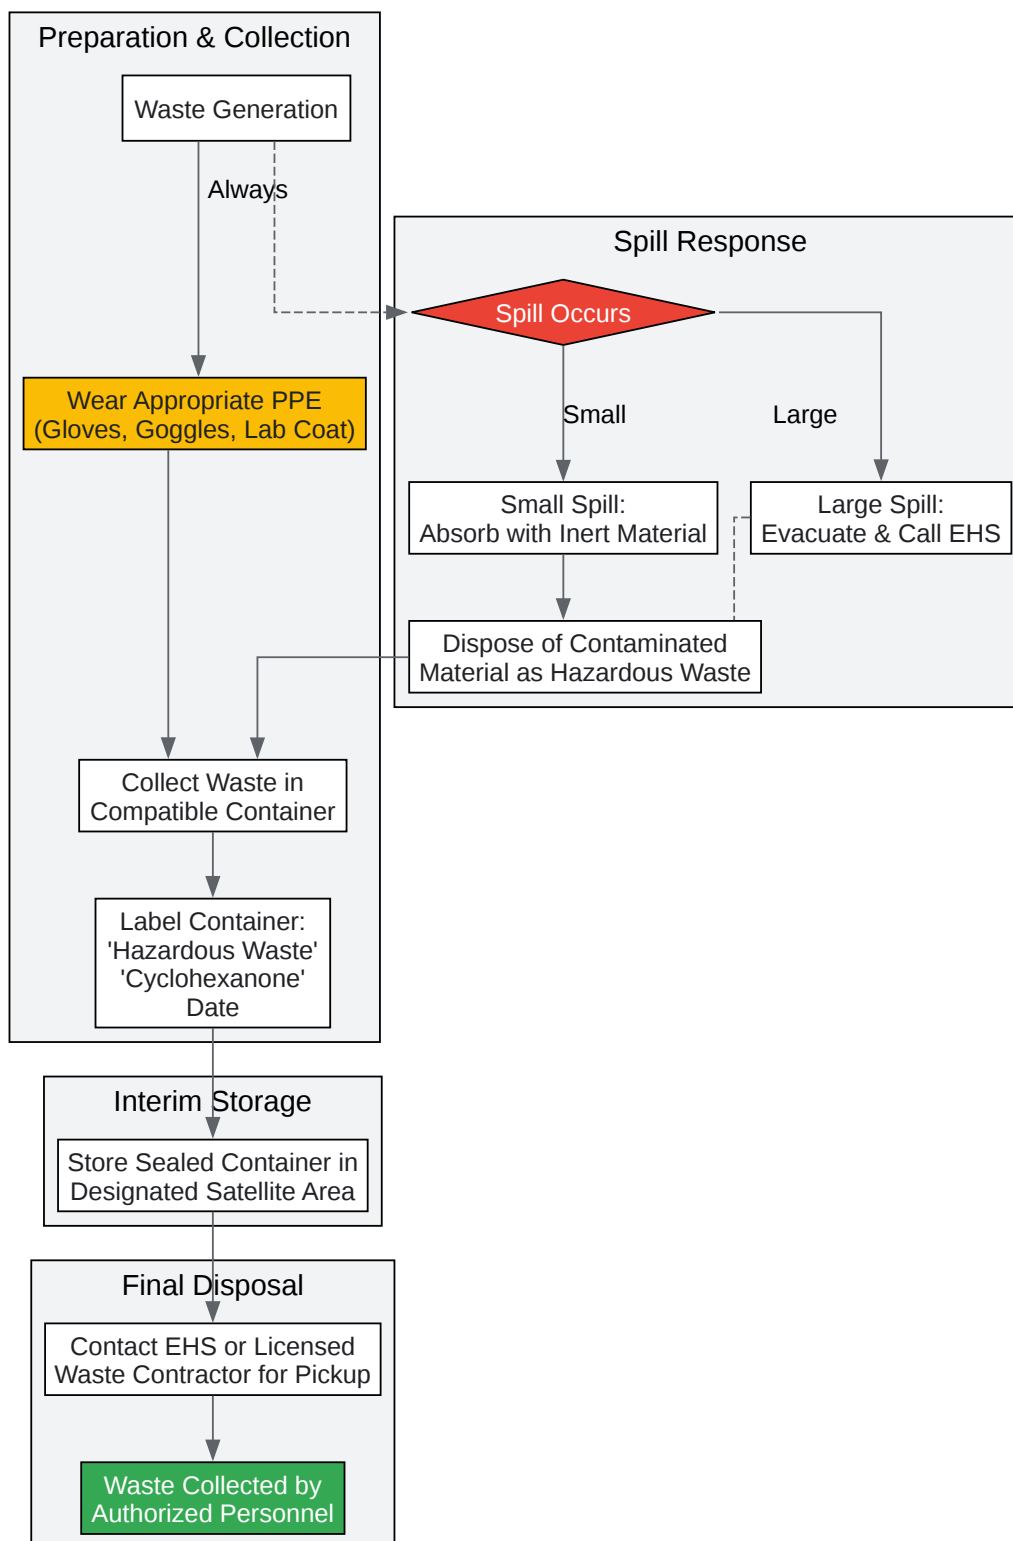 Preparation & Collection
Waste Generation
Always
Spill Response
Spill Occurs
Wear Appropriate PPE
(Gloves, Goggles, Lab Coat)
Small
Large
Small Spill:
Absorb with Inert Material
Large Spill:
Evacuate & Call EHS
Dispose of Contaminated
Material as Hazardous Waste
Collect Waste in
Compatible Container
Label Container:
'Hazardous Waste'
'Cyclohexanone'
Date
Interim Storage
Store Sealed Container in
Designated Satellite Area
Final Disposal
Contact EHS or Licensed
Waste Contractor for Pickup
Waste Collected by
Authorized Personnel